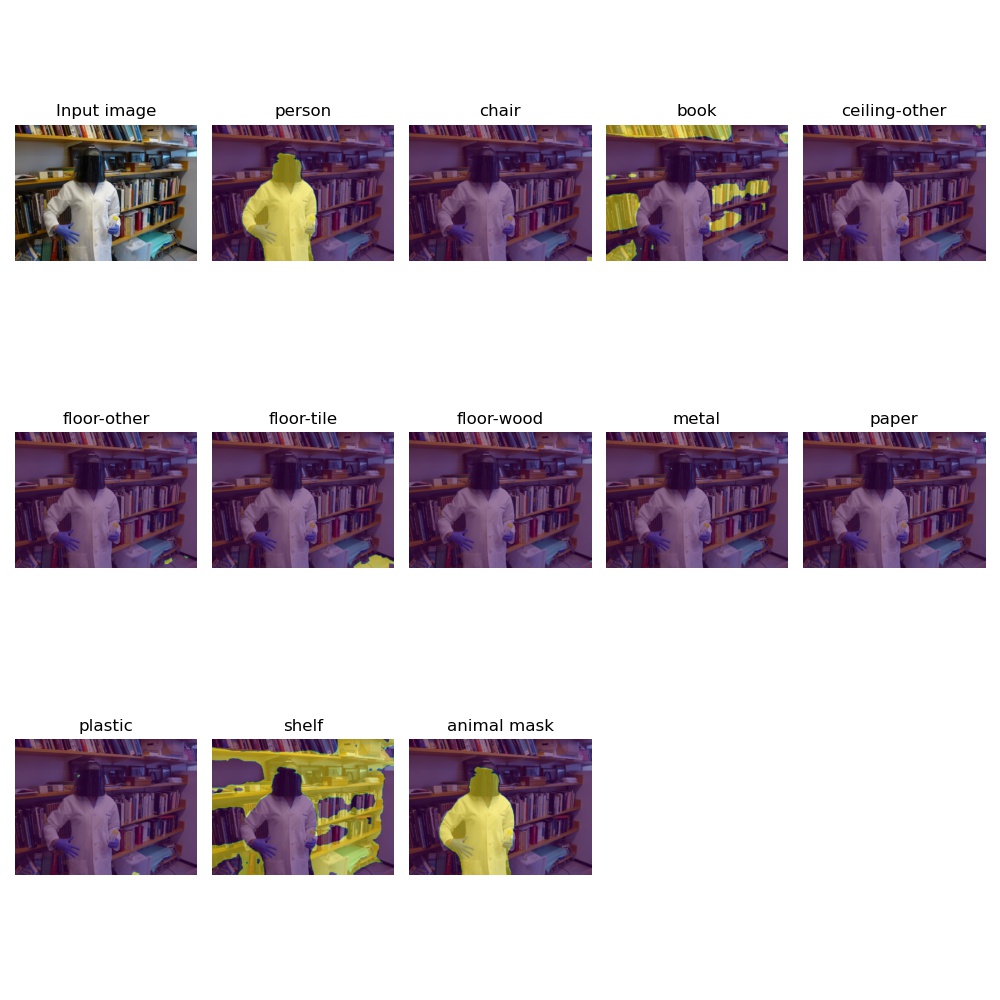 Input image
person
chair
book
ceiling-other
floor-other
floor-tile
floor-wood
metal
paper
plastic
shelf
animal mask